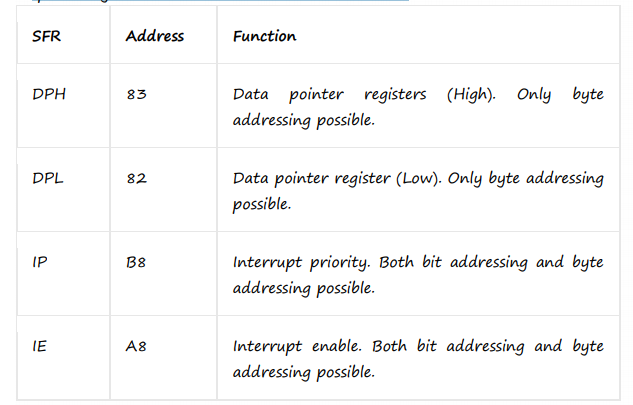 SFR Address Function
DPH 83 Data pointer registers (High). Only byte
addressing possible.
DPL 82 Data pointer register (Low). Only byte addressing
possible.
IP B8 Interrupt priority. Both bit addressing and byte
addressing possible.
IE A8 Interrupt enable. Both bit addressing and byte
addressing possible.